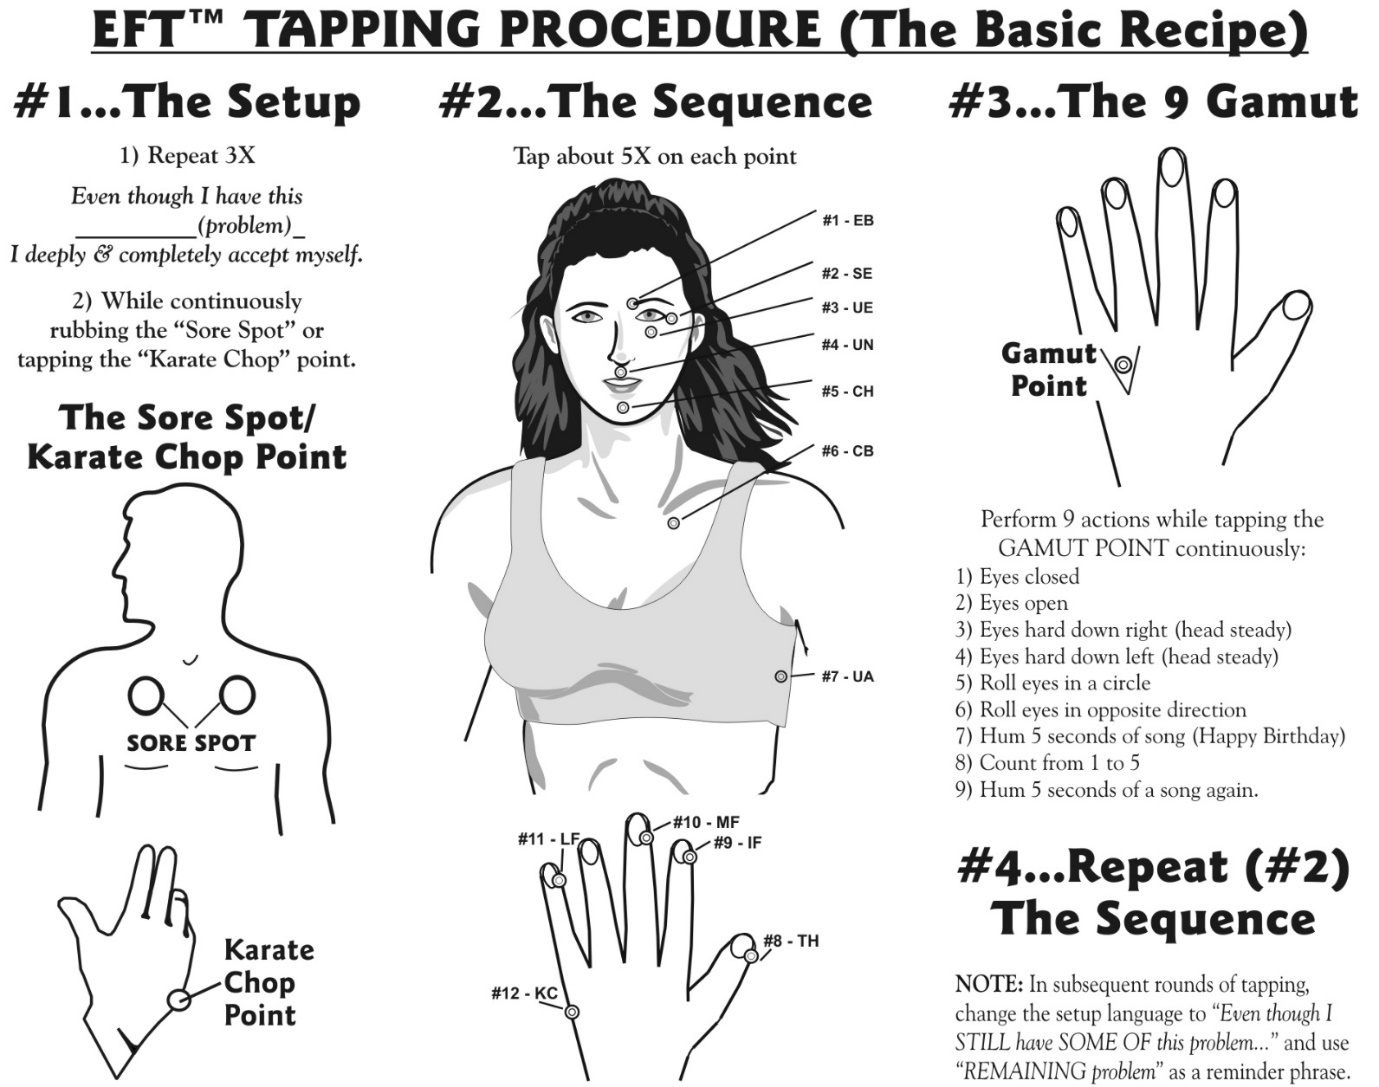 EFT™ TAPPING PROCEDURE (The Basic Recipe)
#1...The Setup
1) Repeat 3X
Even though I have this
__________(problem)_
I deeply & completely accept myself.
2) While continuously
rubbing the “Sore Spot” or
tapping the “Karate Chop” point.
The Sore Spot/
Karate Chop Point
SORE SPOT
Karate
Chop
Point
#2...The Sequence
Tap about 5X on each point
#1 - EB
#2 - SE
#3 - UE
#4 - UN
#5 - CH
#6 - CB
#7 - UA
#10 - MF
#11 - LF
#9 - IF
#8 - TH
#12 - KC
#3...The 9 Gamut
Gamut
Point
Perform 9 actions while tapping the
GAMUT POINT continuously:
1) Eyes closed
2) Eyes open
3) Eyes hard down right (head steady)
4) Eyes hard down left (head steady)
5) Roll eyes in a circle
6) Roll eyes in opposite direction
7) Hum 5 seconds of song (Happy Birthday)
8) Count from 1 to 5
9) Hum 5 seconds of a song again.
#4...Repeat (#2)
The Sequence
NOTE: In subsequent rounds of tapping,
change the setup language to “Even though I
STILL have SOME OF this problem...” and use
“REMAINING problem” as a reminder phrase.